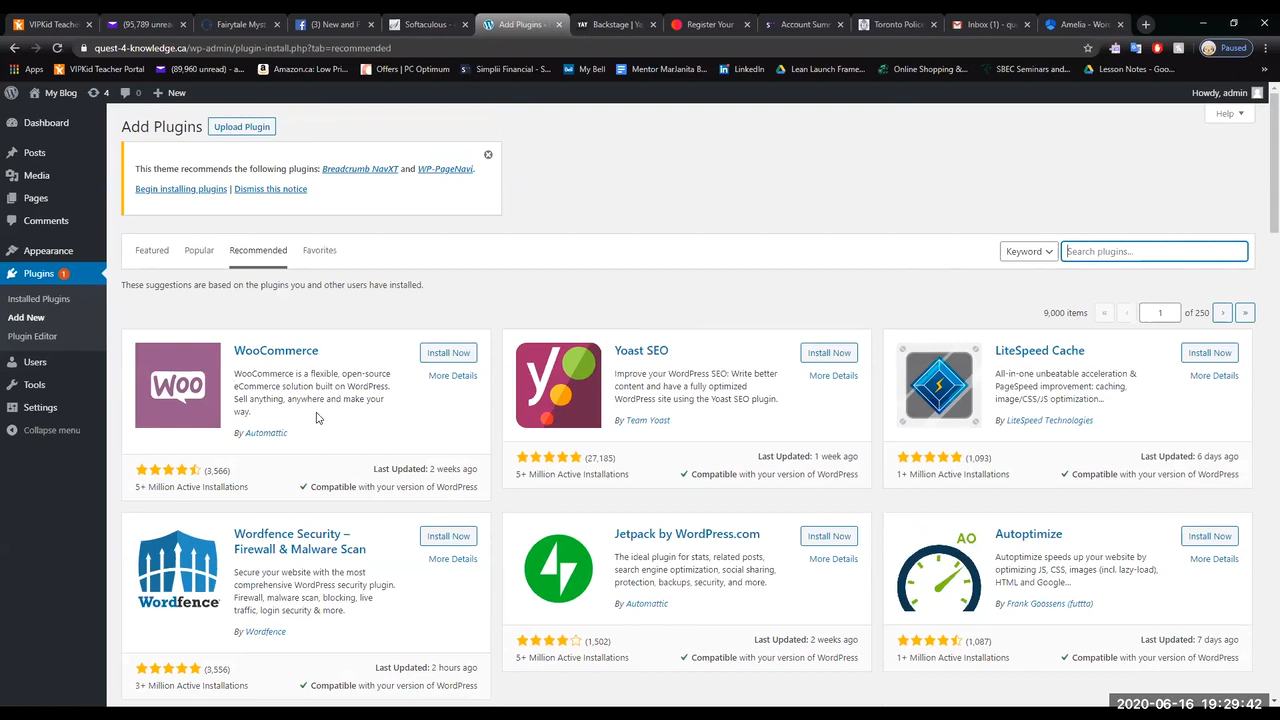 VIPKid Teache
(95,789 unrea
Fairytale Myst
(3) New and F
Softaculous -
Add Plugins
Backstage | Yo
Register Your
Account Sum
Toronto Polic
Inbox (1) - qu
Amelia - Wor
quest-4-knowledge.ca/wp-admin/plugin-install.php?tab=recommended
Paused
Apps
VIPKid Teacher Portal
(89,960 unread) - a...
Amazon.ca: Low Pri...
Offers | PC Optimum
Simplii Financial - S...
My Bell
Mentor MarJanita B...
LinkedIn
Lean Launch Frame...
Online Shopping &...
SBEC Seminars and...
Lesson Notes - Goo...
My Blog
4
0
New
Howdy, admin
Dashboard
Posts
Media
Pages
Comments
Appearance
Plugins 1
Installed Plugins
Add New
Plugin Editor
Users
Tools
Settings
Collapse menu
Help
Add Plugins
Upload Plugin
This theme recommends the following plugins: Breadcrumb NavXT and WP-PageNavi.
Begin installing plugins | Dismiss this notice
Featured
Popular
Recommended
Favorites
Keyword
Search plugins...
These suggestions are based on the plugins you and other users have installed.
9,000 items
«
‹
1
of 250
›
»
WOO
WooCommerce
Install Now
More Details
WooCommerce is a flexible, open-source
eCommerce solution built on WordPress.
Sell anything, anywhere and make your
way.
By Automattic
(3,566)
5+ Million Active Installations
Last Updated: 2 weeks ago
Compatible with your version of WordPress
y
Yoast SEO
Install Now
More Details
Improve your WordPress SEO: Write better
content and have a fully optimized
WordPress site using the Yoast SEO plugin.
By Team Yoast
(27,185)
5+ Million Active Installations
Last Updated: 1 week ago
Compatible with your version of WordPress
LiteSpeed Cache
Install Now
More Details
All-in-one unbeatable acceleration &
PageSpeed improvement: caching,
image/CSS/JS optimization...
By LiteSpeed Technologies
(1,093)
1+ Million Active Installations
Last Updated: 6 days ago
Compatible with your version of WordPress
Wordfence
Wordfence Security –
Firewall & Malware Scan
Install Now
More Details
Secure your website with the most
comprehensive WordPress security plugin.
Firewall, malware scan, blocking, live
traffic, login security & more.
By Wordfence
(3,556)
3+ Million Active Installations
Last Updated: 2 hours ago
Compatible with your version of WordPress
Jetpack by WordPress.com
Install Now
More Details
The ideal plugin for stats, related posts,
search engine optimization, social sharing,
protection, backups, security, and more.
By Automattic
(1,502)
5+ Million Active Installations
Last Updated: 2 weeks ago
Compatible with your version of WordPress
AO
Autoptimize
Install Now
More Details
Autoptimize speeds up your website by
optimizing JS, CSS, images (incl. lazy-load),
HTML and Google...
By Frank Goossens (futtta)
(1,087)
1+ Million Active Installations
Last Updated: 7 days ago
Compatible with your version of WordPress
2020-06-16 19:29:42